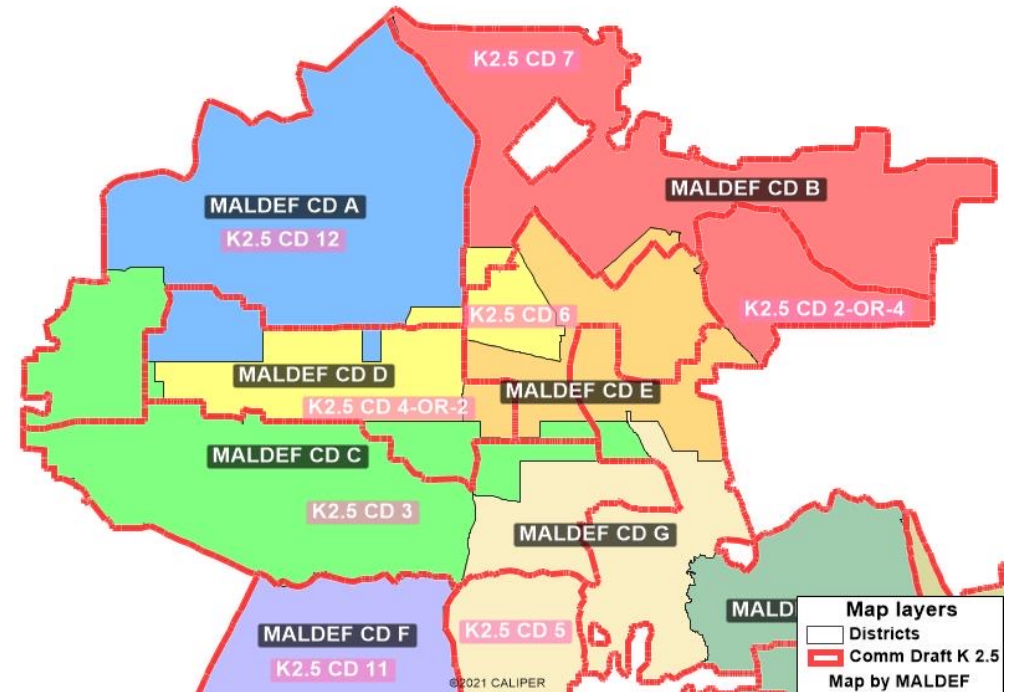 K2.5 CD 7
MALDEF CD B
MALDEF CD A
K2.5 CD 12
K2.5 CD 6
K2.5 CD 2-OR-4
MALDEF CD D
MALDEF CD E
K2.5 CD 4-OR-2
MALDEF CD C
K2.5 CD 3
MALDEF CD G
MALD
MALDEF CD F
K2.5 CD 5
K2.5 CD 11
©2021 CALIPER
Map layers
Districts
Comm Draft K 2.5
Map by MALDEF